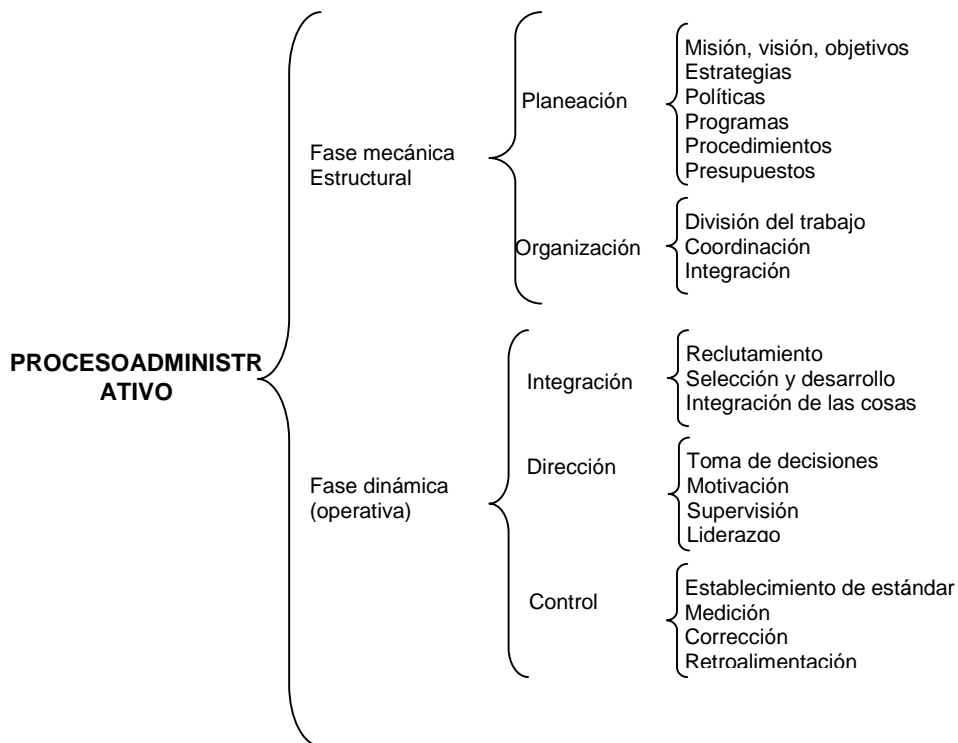 PROCESOADMINISTR
ATIVO
Fase mecánica
Estructural
Planeación
Misión, visión, objetivos
Estrategias
Políticas
Programas
Procedimientos
Presupuestos
Organización
División del trabajo
Coordinación
Integración
Fase dinámica
(operativa)
Integración
Reclutamiento
Selección y desarrollo
Integración de las cosas
Dirección
Toma de decisiones
Motivación
Supervisión
Liderazgo
Control
Establecimiento de estándar
Medición
Corrección
Retroalimentación